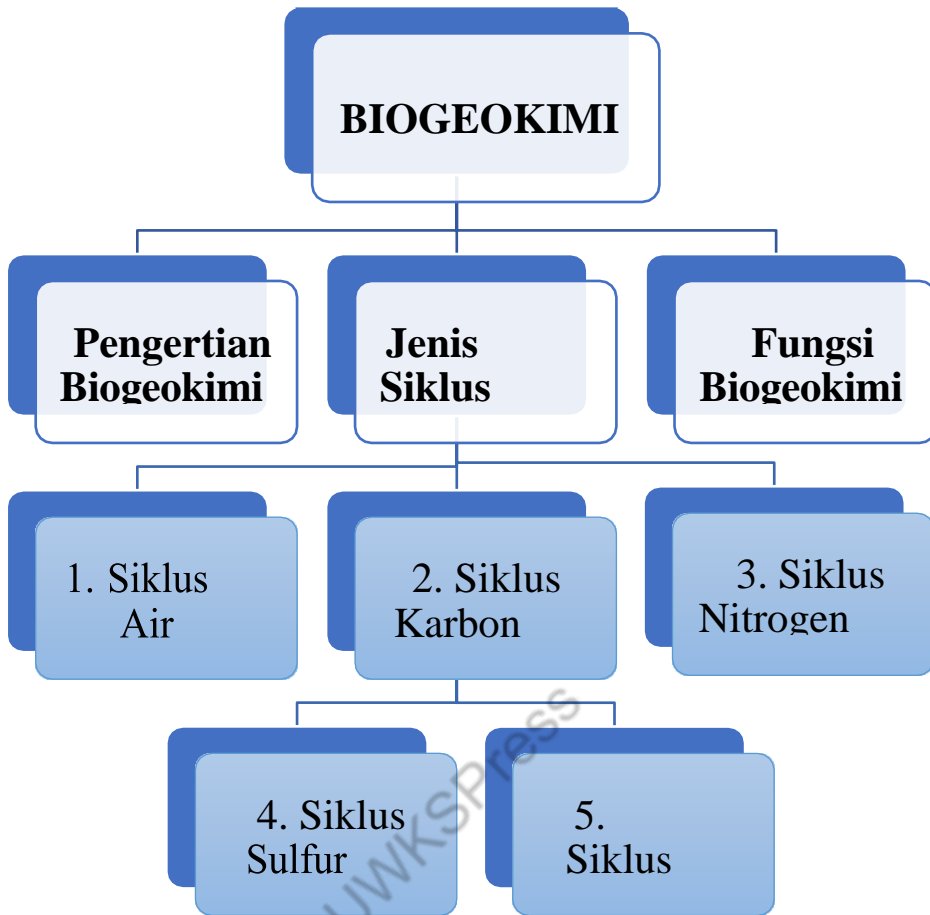 BIOGEOKIMI
Pengertian
Biogeokimi
Jenis
Siklus
Fungsi
Biogeokimi
1. Siklus
Air
2. Siklus
Karbon
3. Siklus
Nitrogen
4. Siklus
Sulfur
5.
Siklus
UWKSPress